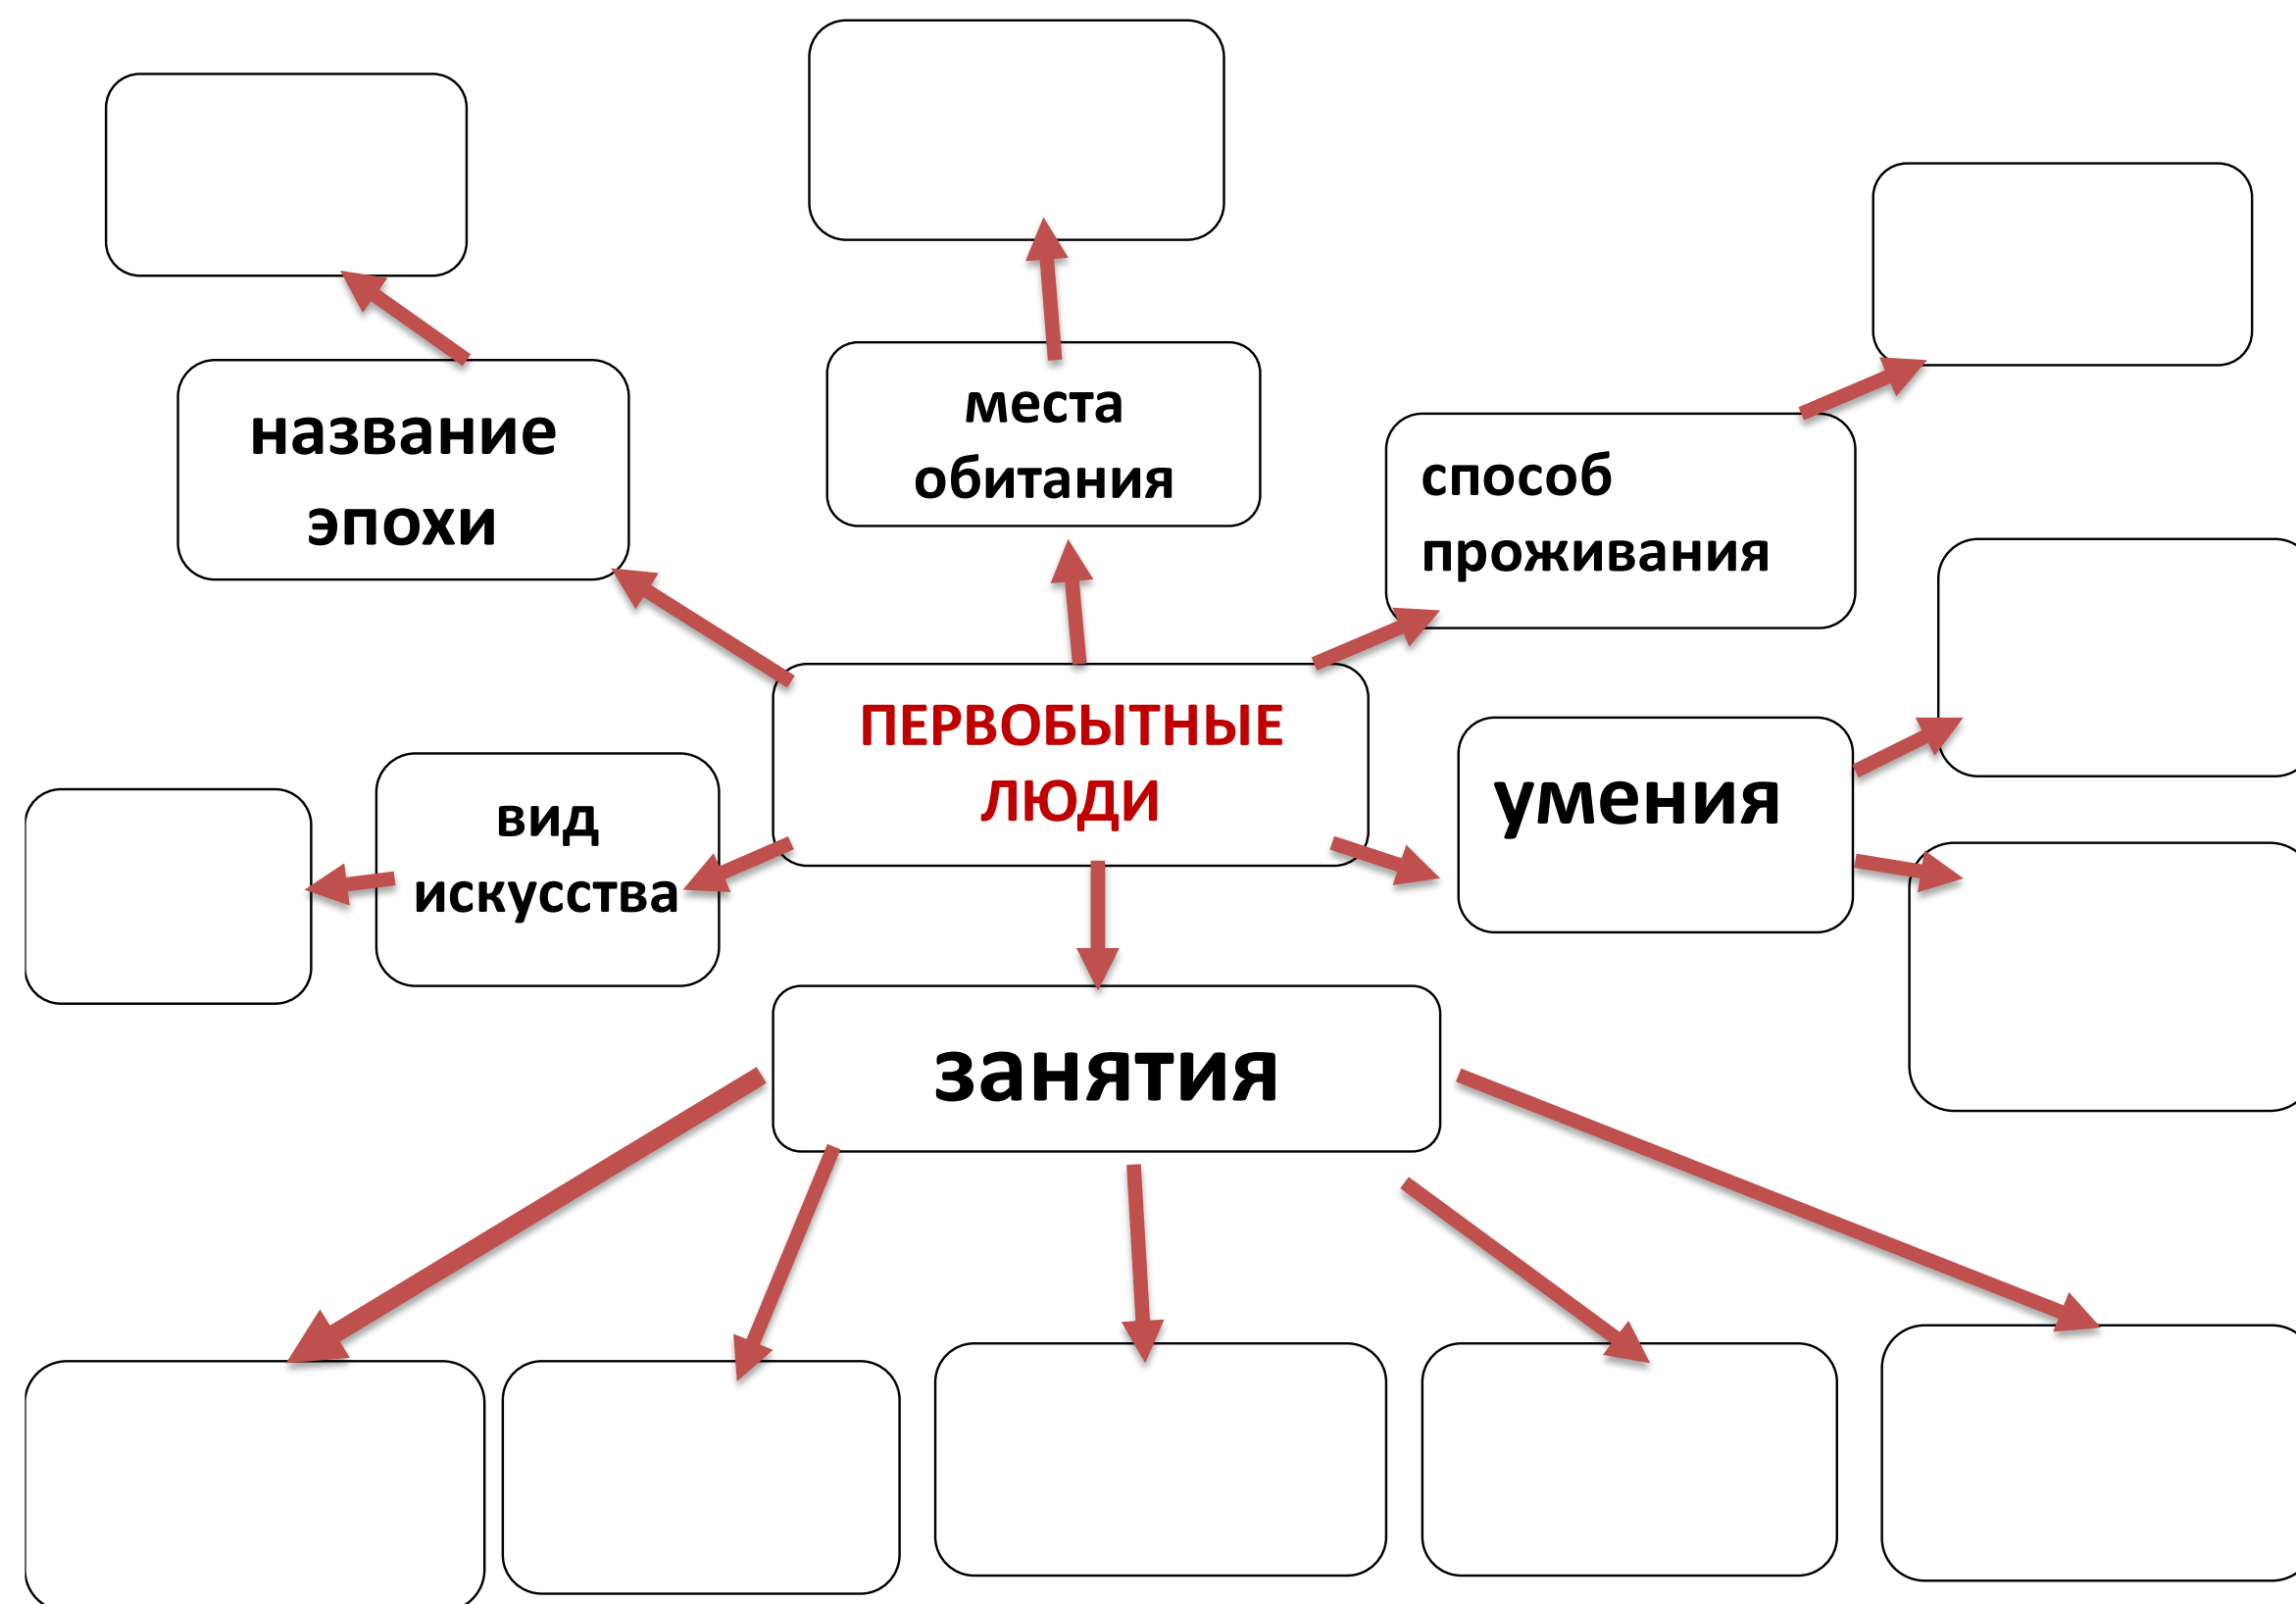 название
эпохи
места
обитания
способ
проживания
ПЕРВОБЫТНЫЕ
ЛЮДИ
умения
вид
искусства
занятия